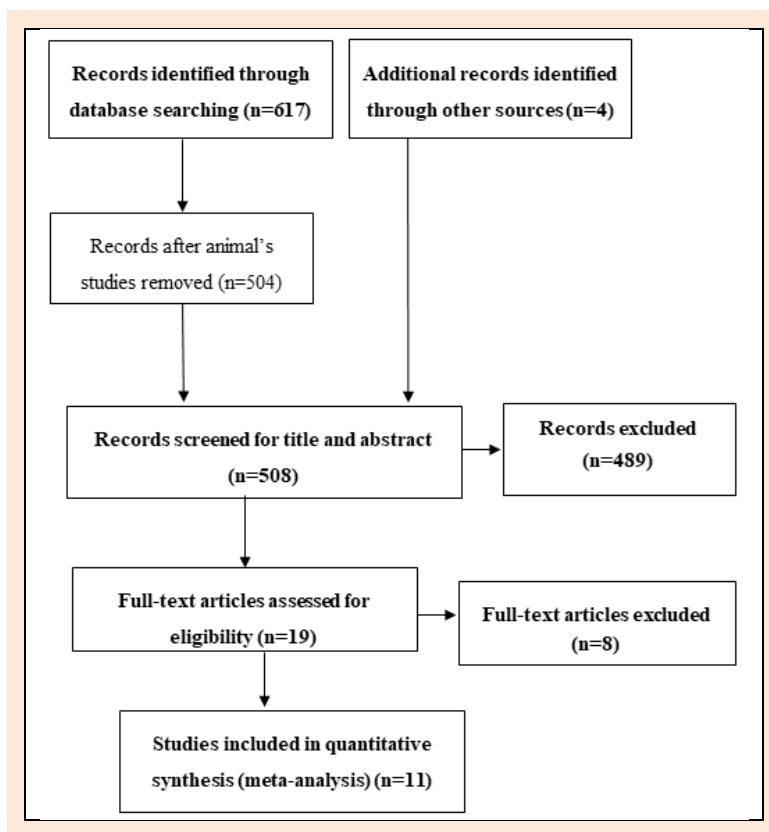 Records identified through
database searching (n=617)
Additional records identified
through other sources (n=4)
Records after animal's
studies removed (n=504)
Records screened for title and abstract
(n=508)
Records excluded
(n=489)
Full-text articles assessed for
eligibility (n=19)
Full-text articles excluded
(n=8)
Studies included in quantitative
synthesis (meta-analysis) (n=11)